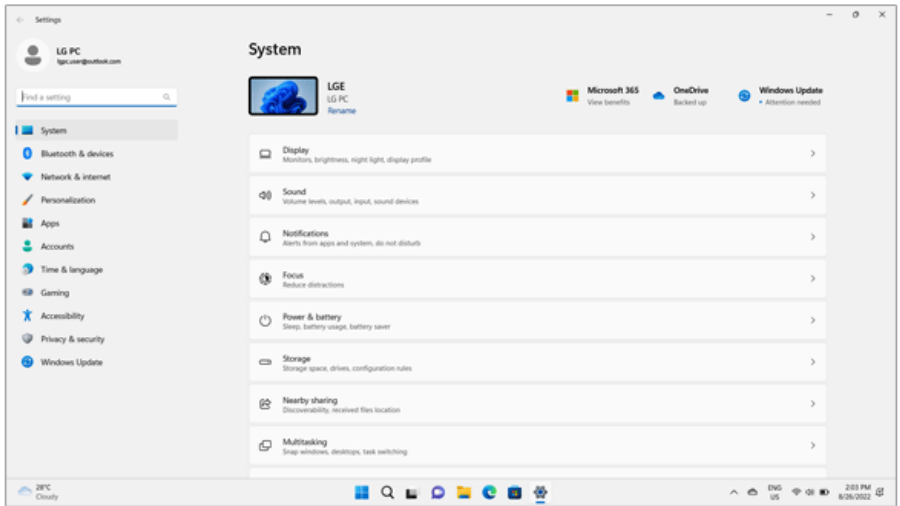 Settings
LG PC
lgpc.user@outlook.com
Find a setting
System
Bluetooth & devices
Network & internet
Personalization
Apps
Accounts
Time & language
Gaming
Accessibility
Privacy & security
Windows Update
System
LGE
LG PC
Rename
Microsoft 365
View benefits
OneDrive
Backed up
Windows Update
• Attention needed
Display
Monitors, brightness, night light, display profile
Sound
Volume levels, output, input, sound devices
Notifications
Alerts from apps and system, do not disturb
Focus
Reduce distractions
Power & battery
Sleep, battery usage, battery saver
Storage
Storage space, drives, configuration rules
Nearby sharing
Discoverability, received files location
Multitasking
Snap windows, desktops, task switching
28°C
Cloudy
ENG
US
2:03 PM
8/26/2022